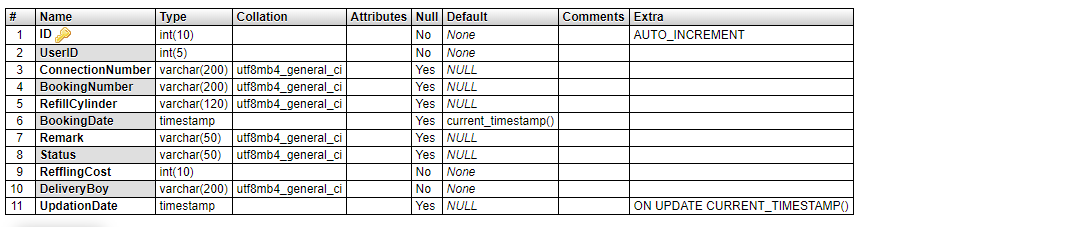 # Name Type Collation Attributes Null Default Comments Extra
1 ID int(10) No None AUTO_INCREMENT
2 UserID int(5) No None
3 ConnectionNumber varchar(200) utf8mb4_general_ci Yes NULL
4 BookingNumber varchar(200) utf8mb4_general_ci Yes NULL
5 RefillCylinder varchar(120) utf8mb4_general_ci Yes NULL
6 BookingDate timestamp Yes current_timestamp()
7 Remark varchar(50) utf8mb4_general_ci Yes NULL
8 Status varchar(50) utf8mb4_general_ci Yes NULL
9 RefflingCost int(10) No None
10 DeliveryBoy varchar(200) utf8mb4_general_ci No None
11 UpdationDate timestamp Yes NULL ON UPDATE CURRENT_TIMESTAMP()